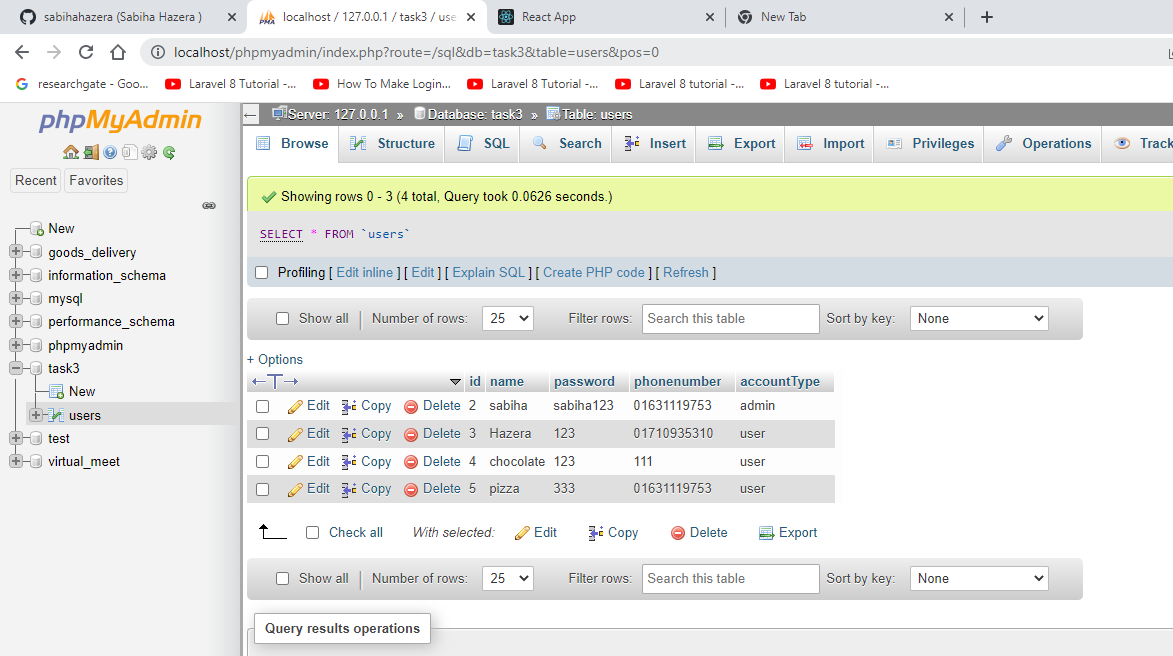 sabihahazera (Sabiha Hazera )
localhost / 127.0.0.1 / task3 / use
React App
New Tab
localhost/phpmyadmin/index.php?route=/sql&db=task3&table=users&pos=0
researchgate - Goo...
Laravel 8 Tutorial -...
How To Make Login...
Laravel 8 Tutorial -...
Laravel 8 tutorial -...
Laravel 8 tutorial -...
phpMyAdmin
Recent Favorites
New
goods_delivery
information_schema
mysql
performance_schema
phpmyadmin
task3
New
users
test
virtual_meet
Server: 127.0.0.1 » Database: task3 » Table: users
Browse Structure SQL Search Insert Export Import Privileges Operations Track
Showing rows 0 - 3 (4 total, Query took 0.0626 seconds.)
SELECT * FROM `users`
Profiling [ Edit inline ] [ Edit ] [ Explain SQL ] [ Create PHP code ] [ Refresh ]
Show all | Number of rows: 25 Filter rows: Search this table Sort by key: None
+ Options
←T→ id name password phonenumber accountType
Edit Copy Delete 2 sabiha sabiha123 01631119753 admin
Edit Copy Delete 3 Hazera 123 01710935310 user
Edit Copy Delete 4 chocolate 123 111 user
Edit Copy Delete 5 pizza 333 01631119753 user
Check all With selected: Edit Copy Delete Export
Show all | Number of rows: 25 Filter rows: Search this table Sort by key: None
Query results operations